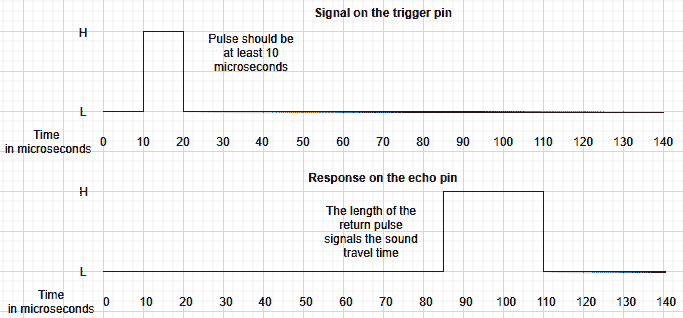 Signal on the trigger pin
H
Pulse should be
at least 10
microseconds
L
Time
in microseconds
0 10 20 30 40 50 60 70 80 90 100 110 120 130 140
Response on the echo pin
H
The length of the
return pulse
signals the sound
travel time
L
Time
in microseconds
0 10 20 30 40 50 60 70 80 90 100 110 120 130 140